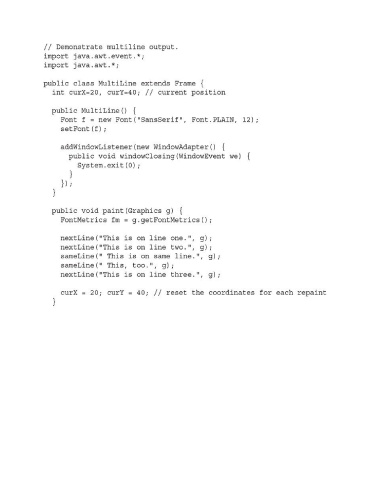 // Demonstrate multiline output.
import java.awt.event.*;
import java.awt.*;
public class MultiLine extends Frame {
int curX=20, curY=40; // current position
public MultiLine() {
Font f = new Font("SansSerif", Font.PLAIN, 12);
setFont(f);
addWindowListener(new WindowAdapter() {
public void windowClosing(WindowEvent we) {
System.exit(0);
}
});
}
public void paint(Graphics g) {
FontMetrics fm = g.getFontMetrics();
nextLine("This is on line one.", g);
nextLine("This is on line two.", g);
sameLine(" This is on same line.", g);
sameLine(" This, too.", g);
nextLine("This is on line three.", g);
curX = 20; curY = 40; // reset the coordinates for each repaint
}